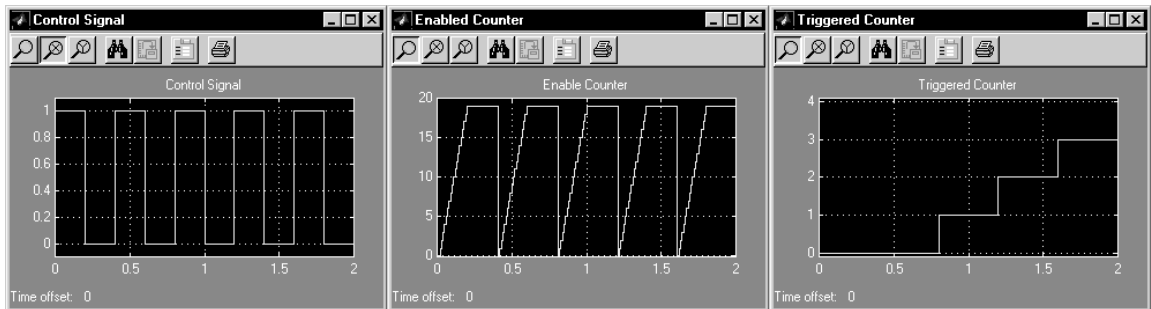 Control Signal
Control Signal
1
0.8
0.6
0.4
0.2
0
0 0.5 1 1.5 2
Time offset: 0
Enabled Counter
Enable Counter
20
15
10
5
0
0 0.5 1 1.5 2
Time offset: 0
Triggered Counter
Triggered Counter
4
3
2
1
0
0 0.5 1 1.5 2
Time offset: 0